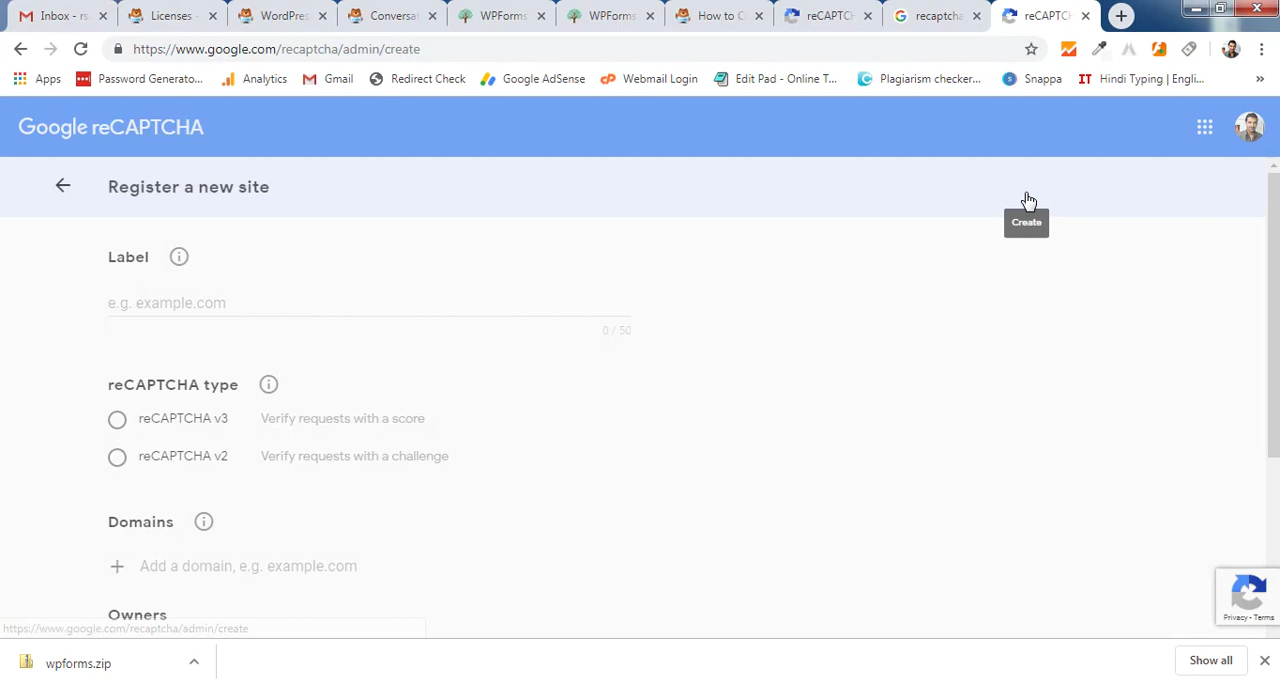 Inbox - rs
Licenses -
WordPres
Conversat
WPForms
WPForms
How to C
reCAPTCH
recaptcha
reCAPTCH
https://www.google.com/recaptcha/admin/create
Apps
Password Generato...
Analytics
Gmail
Redirect Check
Google AdSense
Webmail Login
Edit Pad - Online T...
Plagiarism checker...
Snappa
IT Hindi Typing | Engli...
»
Google reCAPTCHA
Register a new site
Create
Label
e.g. example.com
0 / 50
reCAPTCHA type
reCAPTCHA v3 Verify requests with a score
reCAPTCHA v2 Verify requests with a challenge
Domains
Add a domain, e.g. example.com
Owners
Privacy - Terms
https://www.google.com/recaptcha/admin/create
wpforms.zip
Show all